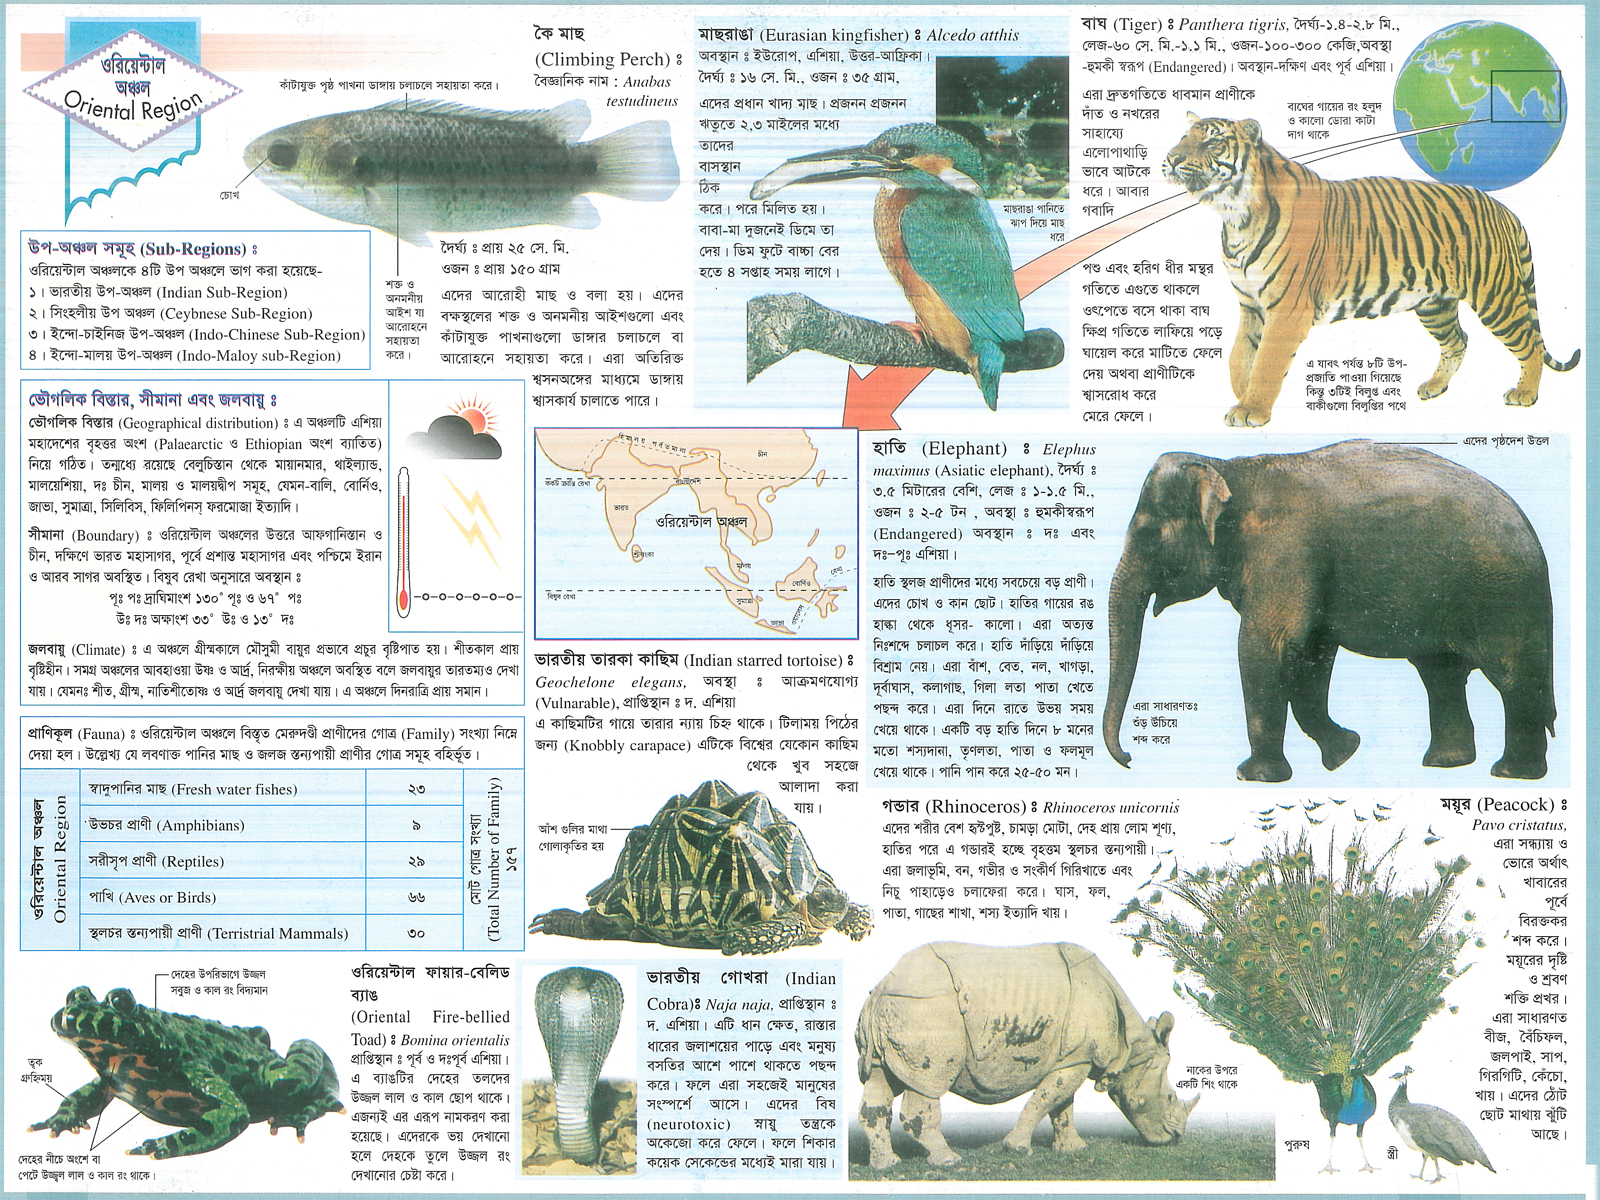 ওরিয়েন্টাল
অঞ্চল
Oriental Region
কাঁটাযুক্ত পৃষ্ঠ পাখনা ডাঙ্গায় চলাচলে সহায়তা করে।
চোখ
কৈ মাছ
(Climbing Perch) ঃ
বৈজ্ঞানিক নাম : Anabas
testudineus
দৈর্ঘ্য ঃ প্রায় ২৫ সে. মি.
ওজন ঃ প্রায় ১৫০ গ্রাম
শক্ত ও
অনমনীয়
আইশ যা
আরোহনে
সহায়তা
করে।
এদের আরোহী মাছ ও বলা হয়। এদের
বক্ষস্থলের শক্ত ও অনমনীয় আইশগুলো এবং
কাঁটাযুক্ত পাখনাগুলো ডাঙ্গার চলাচলে বা
আরোহনে সহায়তা করে। এরা অতিরিক্ত
শ্বসনঅঙ্গের মাধ্যমে ডাঙ্গায়
শ্বাসকার্য চালাতে পারে।
উপ-অঞ্চল সমূহ (Sub-Regions) ঃ
ওরিয়েন্টাল অঞ্চলকে ৪টি উপ অঞ্চলে ভাগ করা হয়েছে-
১। ভারতীয় উপ-অঞ্চল (Indian Sub-Region)
২। সিংহলীয় উপ অঞ্চল (Ceybnese Sub-Region)
৩। ইন্দো-চাইনিজ উপ-অঞ্চল (Indo-Chinese Sub-Region)
৪। ইন্দো-মালয় উপ-অঞ্চল (Indo-Maloy sub-Region)
ভৌগলিক বিস্তার, সীমানা এবং জলবায়ু ঃ
ভৌগলিক বিস্তার (Geographical distribution) ঃ এ অঞ্চলটি এশিয়া
মহাদেশের বৃহত্তর অংশ (Palaearctic ও Ethiopian অংশ ব্যাতিত)
নিয়ে গঠিত। তন্মধ্যে রয়েছে বেলুচিস্তান থেকে মায়ানমার, থাইল্যান্ড,
মালয়েশিয়া, দঃ চীন, মালয় ও মালয়দ্বীপ সমূহ, যেমন-বালি, বোর্নিও,
জাভা, সুমাত্রা, সিলিবিস, ফিলিপিনস্ ফরমোজা ইত্যাদি।
সীমানা (Boundary) ঃ ওরিয়েন্টাল অঞ্চলের উত্তরে আফগানিস্তান ও
চীন, দক্ষিণে ভারত মহাসাগর, পূর্বে প্রশান্ত মহাসাগর এবং পশ্চিমে ইরান
ও আরব সাগর অবস্থিত। বিষুব রেখা অনুসারে অবস্থান ঃ
পূঃ পঃ দ্রাঘিমাংশ ১৩০° পূঃ ও ৬৭° পঃ
উঃ দঃ অক্ষাংশ ৩৩° উঃ ও ১৩° দঃ
জলবায়ু (Climate) ঃ এ অঞ্চলে গ্রীষ্মকালে মৌসুমী বায়ুর প্রভাবে প্রচুর বৃষ্টিপাত হয়। শীতকাল প্রায়
বৃষ্টিহীন। সমগ্র অঞ্চলের আবহাওয়া উষ্ণ ও আর্দ্র, নিরক্ষীয় অঞ্চলে অবস্থিত বলে জলবায়ুর তারতম্যও দেখা
যায়। যেমনঃ শীত, গ্রীষ্ম, নাতিশীতোষ্ণ ও আর্দ্র জলবায়ু দেখা যায়। এ অঞ্চলে দিনরাত্রি প্রায় সমান।
প্রাণিকূল (Fauna) ঃ ওরিয়েন্টাল অঞ্চলে বিস্তৃত মেরুদণ্ডী প্রাণীদের গোত্র (Family) সংখ্যা নিম্নে
দেয়া হল। উল্লেখ্য যে লবণাক্ত পানির মাছ ও জলজ স্তন্যপায়ী প্রাণীর গোত্র সমূহ বহির্ভূত।
ওরিয়েন্টাল অঞ্চল
Oriental Region
স্বাদুপানির মাছ (Fresh water fishes) ২৩
উভচর প্রাণী (Amphibians) ৯
সরীসৃপ প্রাণী (Reptiles) ২৯
পাখি (Aves or Birds) ৬৬
স্থলচর স্তন্যপায়ী প্রাণী (Terristrial Mammals) ৩০
মোট গোত্র সংখ্যা
(Total Number of Family)
১৫৭
মাছরাঙা (Eurasian kingfisher) ঃ Alcedo atthis
অবস্থান ঃ ইউরোপ, এশিয়া, উত্তর-আফ্রিকা।
দৈর্ঘ্য ঃ ১৬ সে. মি., ওজন ঃ ৩৫ গ্রাম,
এদের প্রধান খাদ্য মাছ। প্রজনন প্রজনন
ঋতুতে ২,৩ মাইলের মধ্যে
তাদের
বাসস্থান
ঠিক
করে। পরে মিলিত হয়।
বাবা-মা দুজনেই ডিমে তা
দেয়। ডিম ফুটে বাচ্চা বের
হতে ৪ সপ্তাহ সময় লাগে।
মাছরাঙা পানিতে
ঝাপ দিয়ে মাছ
ধরে
বাঘ (Tiger) ঃ Panthera tigris, দৈর্ঘ্য-১.৪-২.৮ মি.,
লেজ-৬০ সে. মি.-১.১ মি., ওজন-১০০-৩০০ কেজি,অবস্থা
-হুমকী স্বরূপ (Endangered)। অবস্থান-দক্ষিণ এবং পূর্ব এশিয়া।
এরা দ্রুতগতিতে ধাবমান প্রাণীকে
দাঁত ও নখরের
সাহায্যে
এলোপাথাড়ি
ভাবে আটকে
ধরে। আবার
গবাদি
পশু এবং হরিণ ধীর মন্থর
গতিতে এগুতে থাকলে
ওৎপেতে বসে থাকা বাঘ
ক্ষিপ্র গতিতে লাফিয়ে পড়ে
ঘায়েল করে মাটিতে ফেলে
দেয় অথবা প্রাণীটিকে
শ্বাসরোধ করে
মেরে ফেলে।
বাঘের গায়ের রং হলুদ
ও কালো ডোরা কাটা
দাগ থাকে
এ যাবৎ পর্যন্ত ৮টি উপ-
প্রজাতি পাওয়া গিয়েছে
কিন্তু ৩টিই বিলুপ্ত এবং
বাকীগুলো বিলুপ্তির পথে
হিমালয় পর্বতমালা
চীন
কর্কট ক্রান্তি রেখা
বাংলাদেশ
ভারত
ওরিয়েন্টাল অঞ্চল
শ্রীলংকা
মালয়
বোর্নিও
সুমাত্রা
জাভা
বিষুব রেখা
ওয়ালেস
রেখা
হাতি (Elephant) ঃ Elephus
maximus (Asiatic elephant), দৈর্ঘ্য ঃ
৩.৫ মিটারের বেশি, লেজ ঃ ১-১.৫ মি.,
ওজন ঃ ২-৫ টন , অবস্থা ঃ হুমকীস্বরূপ
(Endangered) অবস্থান ঃ দঃ এবং
দঃ-পূঃ এশিয়া।
হাতি স্থলজ প্রাণীদের মধ্যে সবচেয়ে বড় প্রাণী।
এদের চোখ ও কান ছোট। হাতির গায়ের রঙ
হাল্কা থেকে ধূসর- কালো। এরা অত্যন্ত
নিঃশব্দে চলাচল করে। হাতি দাঁড়িয়ে দাঁড়িয়ে
বিশ্রাম নেয়। এরা বাঁশ, বেত, নল, খাগড়া,
দূর্বাঘাস, কলাগাছ, গিলা লতা পাতা খেতে
পছন্দ করে। এরা দিনে রাতে উভয় সময়
খেয়ে থাকে। একটি বড় হাতি দিনে ৮ মনের
মতো শস্যদানা, তৃণলতা, পাতা ও ফলমূল
খেয়ে থাকে। পানি পান করে ২৫-৫০ মন।
এদের পৃষ্ঠদেশ উত্তল
এরা সাধারণতঃ
শুঁড় উঁচিয়ে
শব্দ করে
ভারতীয় তারকা কাছিম (Indian starred tortoise) ঃ
Geochelone elegans, অবস্থা ঃ আক্রমণযোগ্য
(Vulnarable), প্রাপ্তিস্থান ঃ দ. এশিয়া
এ কাছিমটির গায়ে তারার ন্যায় চিহ্ন থাকে। টিলাময় পিঠের
জন্য (Knobbly carapace) এটিকে বিশ্বের যেকোন কাছিম
থেকে খুব সহজে
আলাদা করা
যায়।
আঁশ গুলির মাথা
গোলাকৃতির হয়
গন্ডার (Rhinoceros) ঃ Rhinoceros unicornis
এদের শরীর বেশ হৃষ্টপুষ্ট, চামড়া মোটা, দেহ প্রায় লোম শূণ্য,
হাতির পরে এ গন্ডারই হচ্ছে বৃহত্তম স্থলচর স্তন্যপায়ী।
এরা জলাভূমি, বন, গভীর ও সংকীর্ণ গিরিখাতে এবং
নিচু পাহাড়েও চলাফেরা করে। ঘাস, ফল,
পাতা, গাছের শাখা, শস্য ইত্যাদি খায়।
নাকের উপরে
একটি শিং থাকে
ময়ূর (Peacock) ঃ
Pavo cristatus,
এরা সন্ধ্যায় ও
ভোরে অর্থাৎ
খাবারের
পূর্বে
বিরক্তকর
শব্দ করে।
ময়ূরের দৃষ্টি
ও শ্রবণ
শক্তি প্রখর।
এরা সাধারণত
বীজ, বৈঁচিফল,
জলপাই, সাপ,
গিরগিটি, কেঁচো,
খায়। এদের ঠোঁট
ছোট মাথায় ঝুঁটি
আছে।
পুরুষ
স্ত্রী
দেহের উপরিভাগে উজ্জল
সবুজ ও কাল রং বিদ্যমান
ত্বক
গ্রন্থিময়
দেহের নীচে অংশে বা
পেটে উজ্জ্বল লাল ও কাল রং থাকে।
ওরিয়েন্টাল ফায়ার-বেলিড
ব্যাঙ
(Oriental Fire-bellied
Toad) ঃ Bomina orientalis
প্রাপ্তিস্থান ঃ পূর্ব ও দঃপূর্ব এশিয়া।
এ ব্যাঙটির দেহের তলদের
উজ্জল লাল ও কাল ছোপ থাকে।
এজন্যই এর এরূপ নামকরণ করা
হয়েছে। এদেরকে ভয় দেখানো
হলে দেহকে তুলে উজ্জল রং
দেখানোর চেষ্টা করে।
ভারতীয় গোখরা (Indian
Cobra)ঃ Naja naja, প্রাপ্তিস্থান ঃ
দ. এশিয়া। এটি ধান ক্ষেত, রাস্তার
ধারের জলাশয়ের পাড়ে এবং মনুষ্য
বসতির আশে পাশে থাকতে পছন্দ
করে। ফলে এরা সহজেই মানুষের
সংস্পর্শে আসে। এদের বিষ
(neurotoxic) স্নায়ু তন্ত্রকে
অকেজো করে ফেলে। ফলে শিকার
কয়েক সেকেন্ডের মধ্যেই মারা যায়।